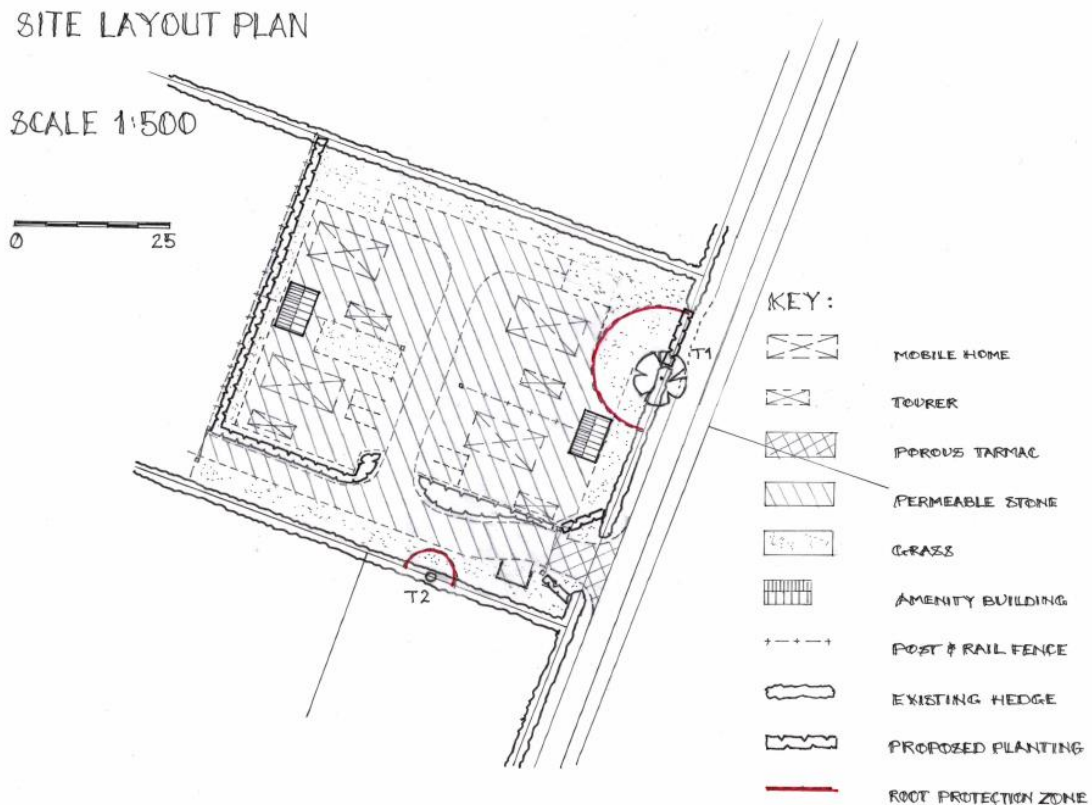 SITE LAYOUT PLAN
SCALE 1:500
0 25
KEY:
T1
MOBILE HOME
TOURER
POROUS TARMAC
PERMEABLE STONE
GRASS
T2
AMENITY BUILDING
POST & RAIL FENCE
EXISTING HEDGE
PROPOSED PLANTING
ROOT PROTECTION ZONE